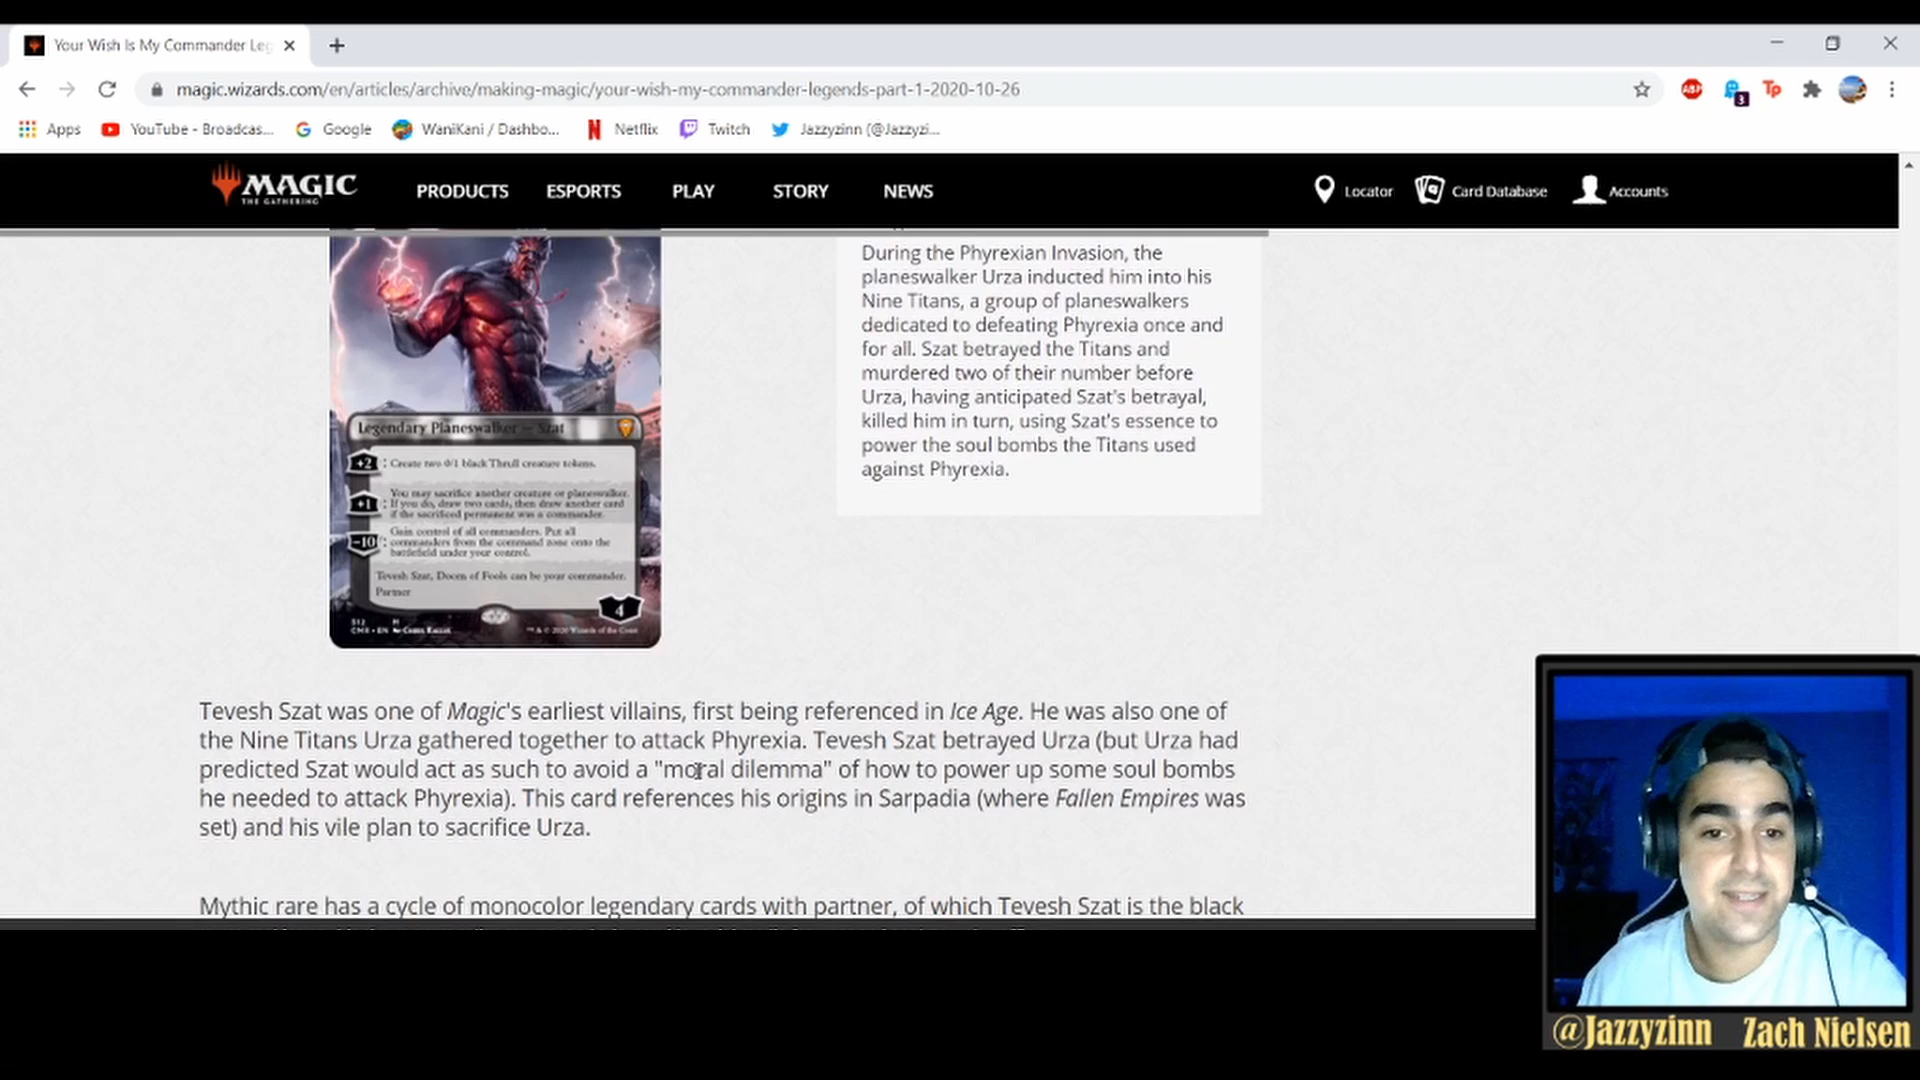 Your Wish Is My Commander Leg
magic.wizards.com/en/articles/archive/making-magic/your-wish-my-commander-legends-part-1-2020-10-26
ABP
3
Tp
Apps
YouTube - Broadcas...
Google
WaniKani / Dashbo...
Netflix
Twitch
Jazzyzinn (@Jazzyzi...
MAGIC
THE GATHERING
PRODUCTS
ESPORTS
PLAY
STORY
NEWS
Locator
Card Database
Accounts
During the Phyrexian Invasion, the
planeswalker Urza inducted him into his
Nine Titans, a group of planeswalkers
dedicated to defeating Phyrexia once and
for all. Szat betrayed the Titans and
murdered two of their number before
Urza, having anticipated Szat's betrayal,
killed him in turn, using Szat's essence to
power the soul bombs the Titans used
against Phyrexia.
Legendary Planeswalker — Szat
+2 : Create two 0/1 black Thrull creature tokens.
You may sacrifice another creature or planeswalker.
+1 : If you do, draw two cards, then draw another card
if the sacrificed permanent was a commander.
Gain control of all commanders. Put all
-10 : commanders from the command zone onto the
battlefield under your control.
Tevesh Szat, Doom of Fools can be your commander.
Partner
4
312 M
CMR • EN
™ & © 2020 Wizards of the Coast
Tevesh Szat was one of Magic's earliest villains, first being referenced in Ice Age. He was also one of
the Nine Titans Urza gathered together to attack Phyrexia. Tevesh Szat betrayed Urza (but Urza had
predicted Szat would act as such to avoid a "moral dilemma" of how to power up some soul bombs
he needed to attack Phyrexia). This card references his origins in Sarpadia (where Fallen Empires was
set) and his vile plan to sacrifice Urza.
Mythic rare has a cycle of monocolor legendary cards with partner, of which Tevesh Szat is the black
@Jazzyzinn Zach Nielsen